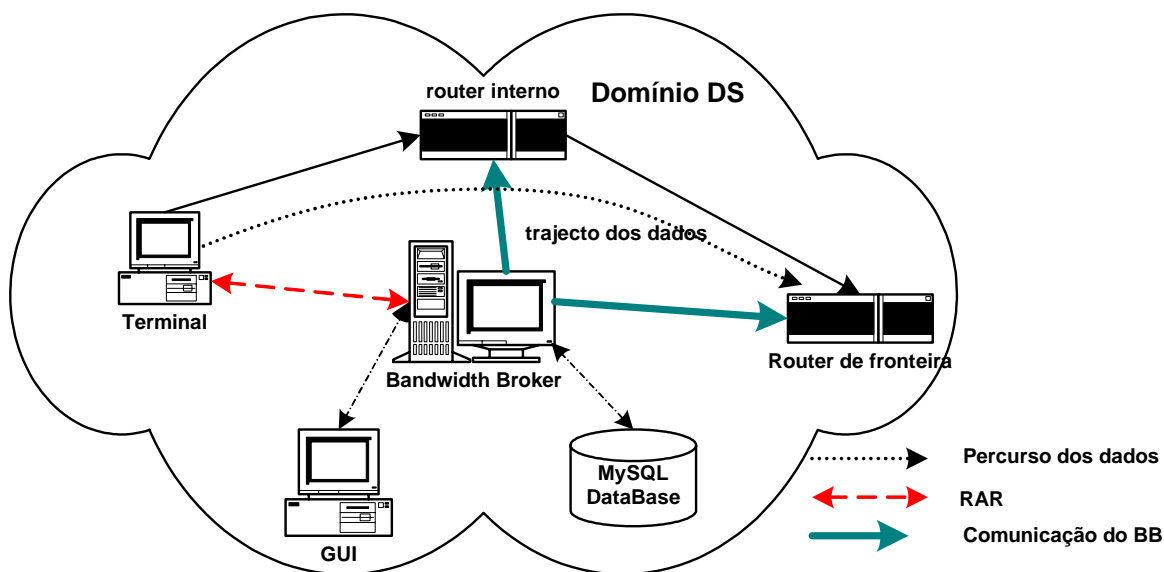 router interno
Domínio DS
trajecto dos dados
Terminal
Router de fronteira
Bandwidth Broker
MySQL
DataBase
GUI
Percurso dos dados
RAR
Comunicação do BB